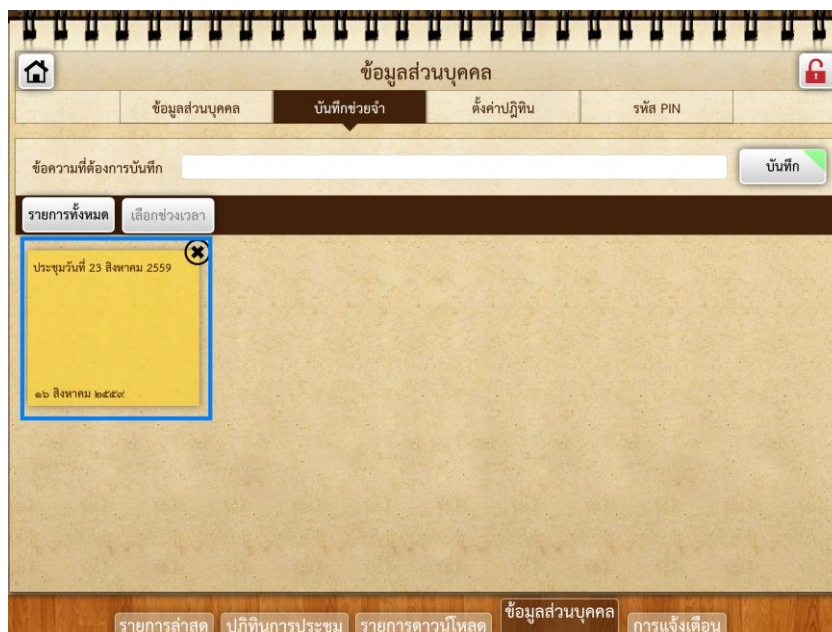 ข้อมูลส่วนบุคคล
ข้อมูลส่วนบุคคล บันทึกช่วยจำ ตั้งค่าปฎิทิน รหัส PIN
ข้อความที่ต้องการบันทึก บันทึก
รายการทั้งหมด เลือกช่วงเวลา
ประชุมวันที่ 23 สิงหาคม 2559
๑๖ สิงหาคม ๒๕๕๙
รายการล่าสุด ปฎิทินการประชุม รายการดาวน์โหลด ข้อมูลส่วนบุคคล การแจ้งเตือน